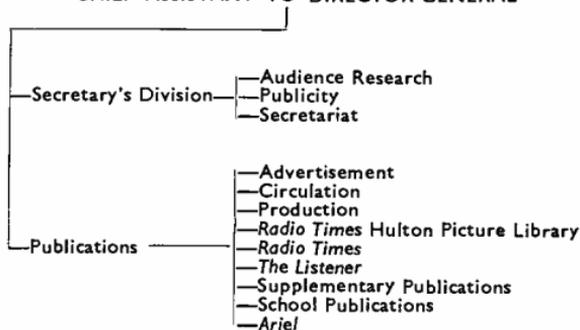 CHIEF ASSISTANT TO DIRECTOR-GENERAL
Secretary's Division
Audience Research
Publicity
Secretariat
Publications
Advertisement
Circulation
Production
Radio Times Hulton Picture Library
Radio Times
The Listener
Supplementary Publications
School Publications
Ariel